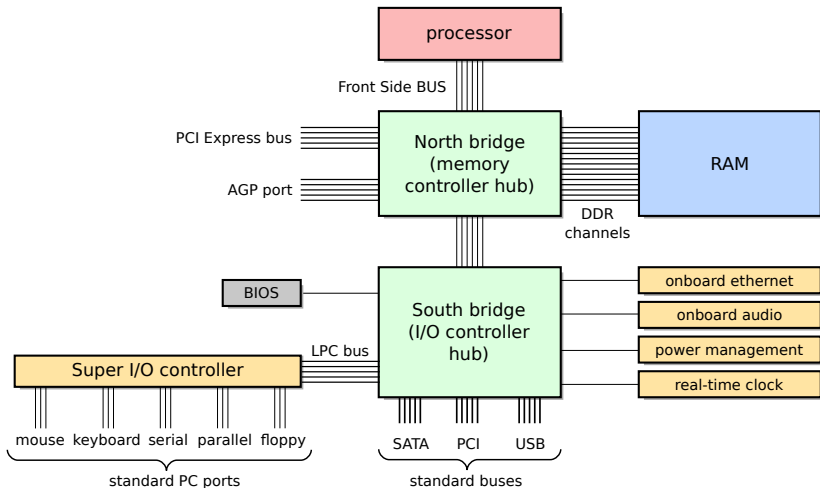 processor
Front Side BUS
PCI Express bus
North bridge
(memory
controller hub)
RAM
AGP port
DDR
channels
BIOS
South bridge
(I/O controller
hub)
onboard ethernet
onboard audio
power management
real-time clock
LPC bus
Super I/O controller
mouse keyboard serial parallel floppy
standard PC ports
SATA PCI USB
standard buses